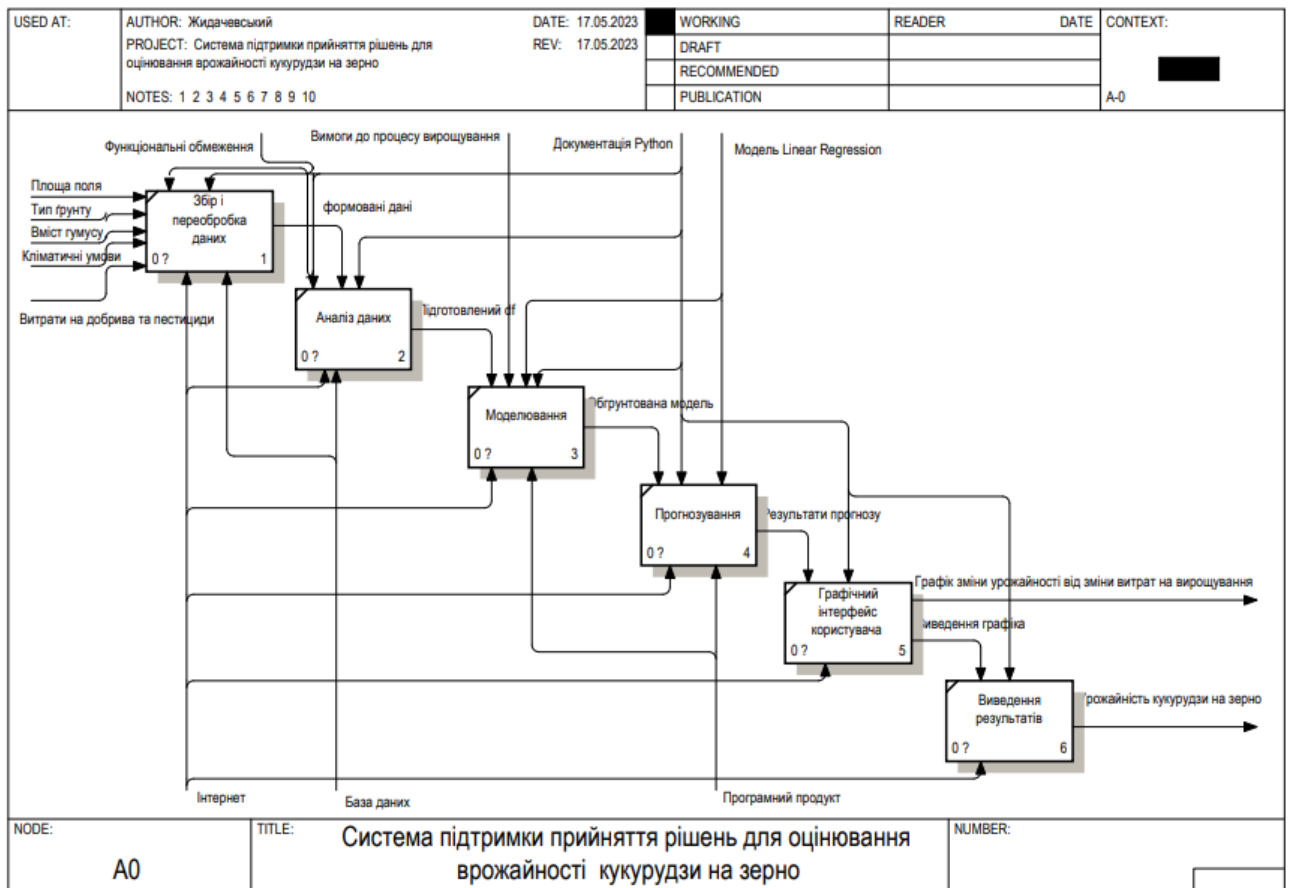 USED AT:
AUTHOR: Жидачевський
DATE: 17.05.2023
PROJECT: Система підтримки прийняття рішень для
оцінювання врожайності кукурудзи на зерно
REV: 17.05.2023
NOTES: 1 2 3 4 5 6 7 8 9 10
WORKING
DRAFT
RECOMMENDED
PUBLICATION
READER DATE
CONTEXT:
A-0
Функціональні обмеження
Вимоги до процесу вирощування
Документація Python
Модель Linear Regression
Площа поля
Тип ґрунту
Вміст гумусу
Кліматичні умови
Витрати на добрива та пестициди
Збір і
переобробка
даних
0 ? 1
формовані дані
Аналіз даних
0 ? 2
Підготовлений df
Моделювання
0 ? 3
Обгрунтована модель
Прогнозування
0 ? 4
Результати прогнозу
Графічний
інтерфейс
користувача
0 ? 5
Графік зміни урожайності від зміни витрат на вирощування
Виведення графіка
Виведення
результатів
0 ? 6
Урожайність кукурудзи на зерно
Інтернет
База даних
Програмний продукт
NODE:
A0
TITLE:
Система підтримки прийняття рішень для оцінювання
врожайності кукурудзи на зерно
NUMBER: